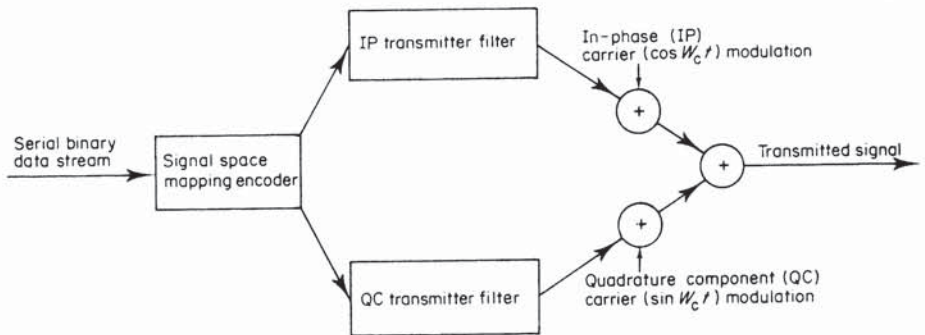 IP transmitter filter
In-phase (IP)
carrier (cos W_c t) modulation
+
Serial binary
data stream
Signal space
mapping encoder
+
Transmitted signal
+
QC transmitter filter
Quadrature component (QC)
carrier (sin W_c t) modulation